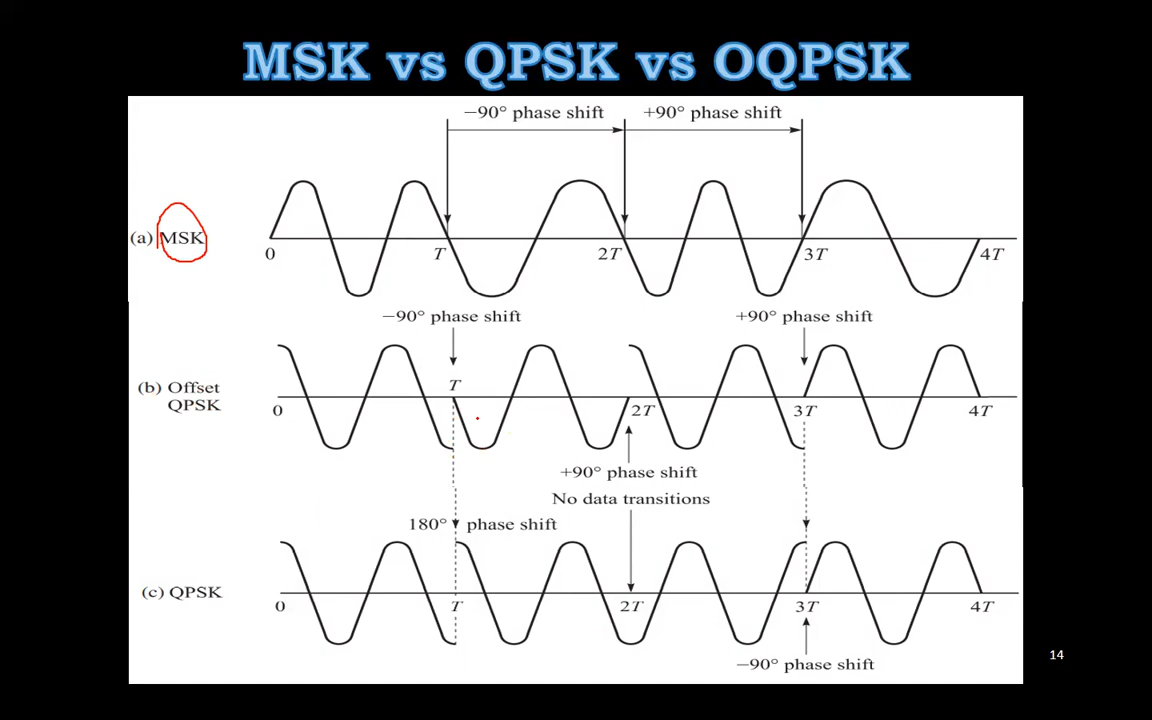 MSK vs QPSK vs OQPSK
−90° phase shift
+90° phase shift
(a) MSK
0
T
2T
3T
4T
−90° phase shift
+90° phase shift
(b) Offset
QPSK
0
T
2T
3T
4T
+90° phase shift
No data transitions
180° phase shift
(c) QPSK
0
T
2T
3T
4T
−90° phase shift
14